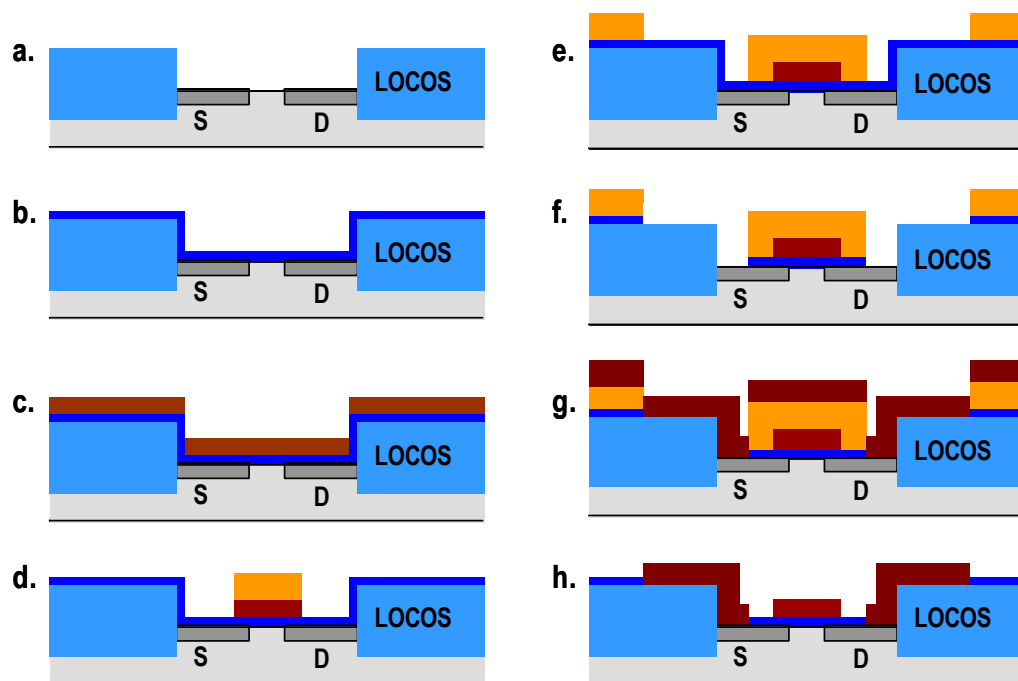 a.
LOCOS
S D
b.
LOCOS
S D
c.
LOCOS
S D
d.
LOCOS
S D
e.
LOCOS
S D
f.
LOCOS
S D
g.
LOCOS
S D
h.
LOCOS
S D